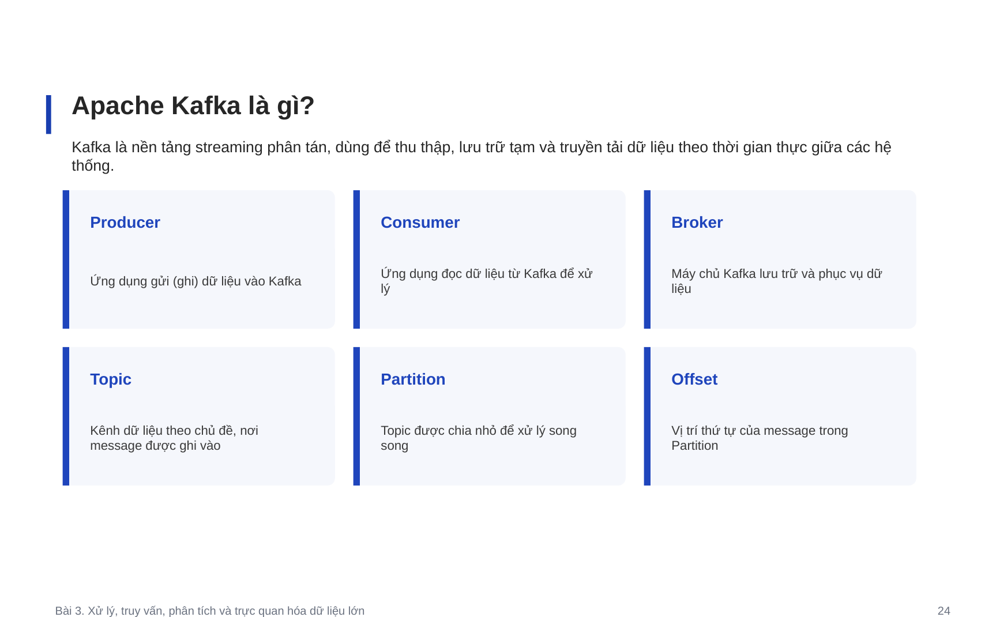 Apache Kafka là gì?
Kafka là nền tảng streaming phân tán, dùng để thu thập, lưu trữ tạm và truyền tải dữ liệu theo thời gian thực giữa các hệ
thống.
Producer
Ứng dụng gửi (ghi) dữ liệu vào Kafka
Consumer
Ứng dụng đọc dữ liệu từ Kafka để xử
lý
Broker
Máy chủ Kafka lưu trữ và phục vụ dữ
liệu
Topic
Kênh dữ liệu theo chủ đề, nơi
message được ghi vào
Partition
Topic được chia nhỏ để xử lý song
song
Offset
Vị trí thứ tự của message trong
Partition
Bài 3. Xử lý, truy vấn, phân tích và trực quan hóa dữ liệu lớn
24